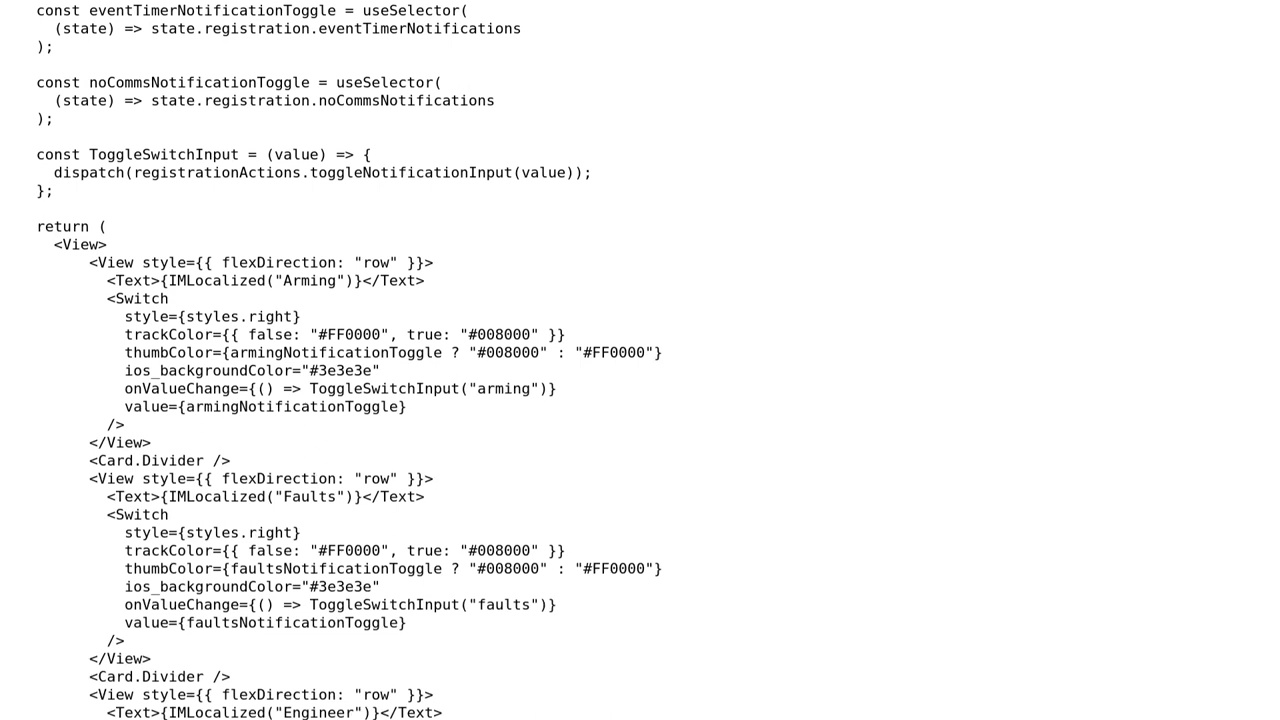 const eventTimerNotificationToggle = useSelector(
  (state) => state.registration.eventTimerNotifications
);

const noCommsNotificationToggle = useSelector(
  (state) => state.registration.noCommsNotifications
);

const ToggleSwitchInput = (value) => {
  dispatch(registrationActions.toggleNotificationInput(value));
};

return (
  <View>
      <View style={{ flexDirection: "row" }}>
        <Text>{IMLocalized("Arming")}</Text>
        <Switch
          style={styles.right}
          trackColor={{ false: "#FF0000", true: "#008000" }}
          thumbColor={armingNotificationToggle ? "#008000" : "#FF0000"}
          ios_backgroundColor="#3e3e3e"
          onValueChange={() => ToggleSwitchInput("arming")}
          value={armingNotificationToggle}
        />
      </View>
      <Card.Divider />
      <View style={{ flexDirection: "row" }}>
        <Text>{IMLocalized("Faults")}</Text>
        <Switch
          style={styles.right}
          trackColor={{ false: "#FF0000", true: "#008000" }}
          thumbColor={faultsNotificationToggle ? "#008000" : "#FF0000"}
          ios_backgroundColor="#3e3e3e"
          onValueChange={() => ToggleSwitchInput("faults")}
          value={faultsNotificationToggle}
        />
      </View>
      <Card.Divider />
      <View style={{ flexDirection: "row" }}>
        <Text>{IMLocalized("Engineer")}</Text>